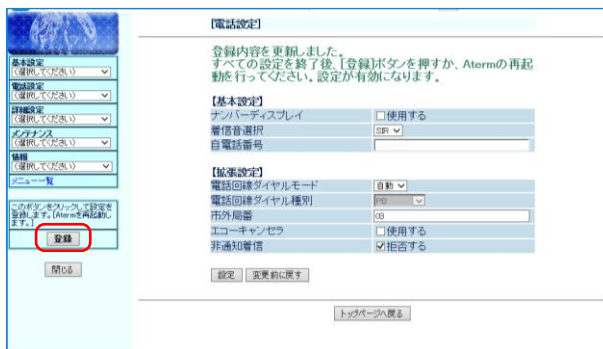 基本設定
(選択してください)
電話設定
(選択してください)
詳細設定
(選択してください)
メンテナンス
(選択してください)
情報
(選択してください)
メニュー一覧
このボタンをクリックして設定を
登録します。[Atermを再起動し
ます。]
登録
閉じる
[電話設定]
登録内容を更新しました。
すべての設定を終了後、[登録]ボタンを押すか、Atermの再起
動を行ってください。設定が有効になります。
【基本設定】
ナンバーディスプレイ 使用する
着信音選択 SIR
自電話番号
【拡張設定】
電話回線ダイヤルモード 自動
電話回線ダイヤル種別 PB
市外局番 03
エコーキャンセラ 使用する
非通知着信 拒否する
設定 変更前に戻す
トップページへ戻る